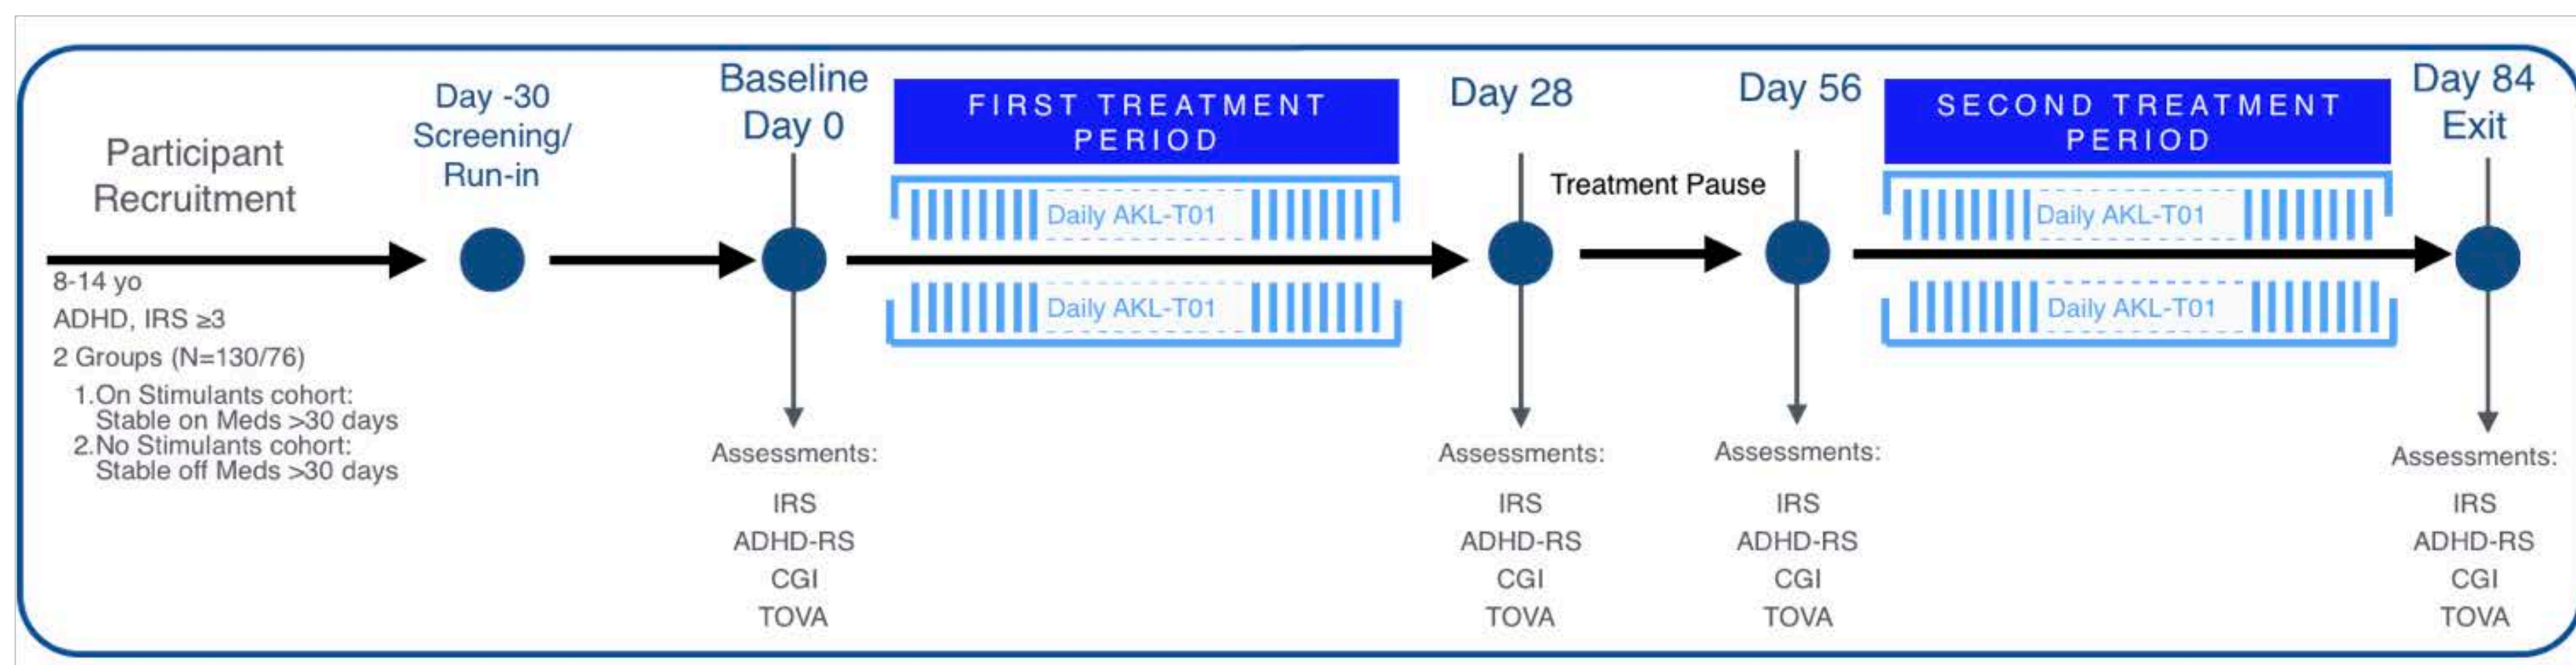 Participant
Recruitment
8-14 yo
ADHD, IRS ≥3
2 Groups (N=130/76)
1.On Stimulants cohort:
Stable on Meds >30 days
2.No Stimulants cohort:
Stable off Meds >30 days
Day -30
Screening/
Run-in
Baseline
Day 0
Assessments:
IRS
ADHD-RS
CGI
TOVA
FIRST TREATMENT
PERIOD
Daily AKL-T01
Daily AKL-T01
Day 28
Assessments:
IRS
ADHD-RS
CGI
TOVA
Treatment Pause
Day 56
Assessments:
IRS
ADHD-RS
CGI
TOVA
SECOND TREATMENT
PERIOD
Daily AKL-T01
Daily AKL-T01
Day 84
Exit
Assessments:
IRS
ADHD-RS
CGI
TOVA